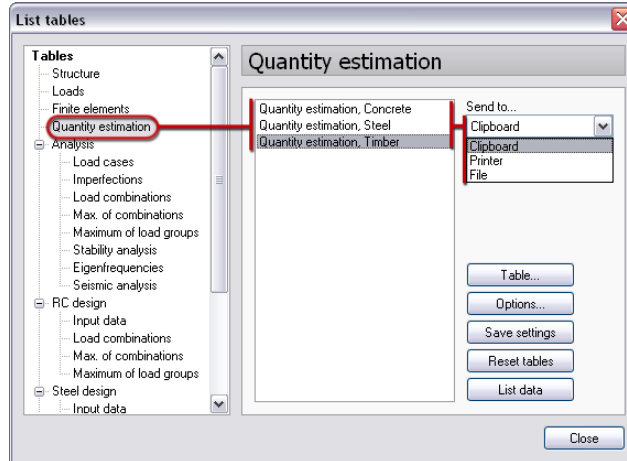 List tables
Tables
Structure
Loads
Finite elements
Quantity estimation
Analysis
Load cases
Imperfections
Load combinations
Max. of combinations
Maximum of load groups
Stability analysis
Eigenfrequencies
Seismic analysis
RC design
Input data
Load combinations
Max. of combinations
Maximum of load groups
Steel design
Input data
Quantity estimation
Quantity estimation, Concrete
Quantity estimation, Steel
Quantity estimation, Timber
Send to...
Clipboard
Clipboard
Printer
File
Table...
Options...
Save settings
Reset tables
List data
Close